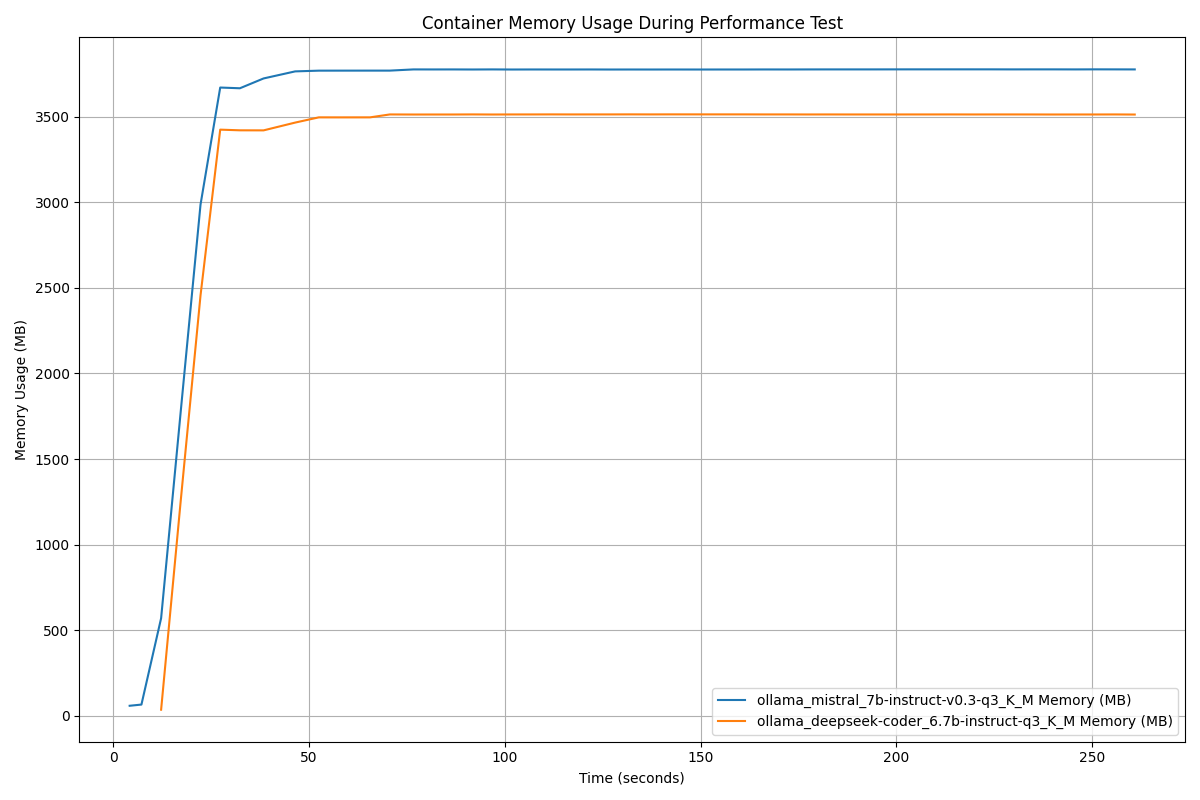 Container Memory Usage During Performance Test
Memory Usage (MB)
3500
3000
2500
2000
1500
1000
500
0
0 50 100 150 200 250
Time (seconds)
ollama_mistral_7b-instruct-v0.3-q3_K_M Memory (MB)
ollama_deepseek-coder_6.7b-instruct-q3_K_M Memory (MB)